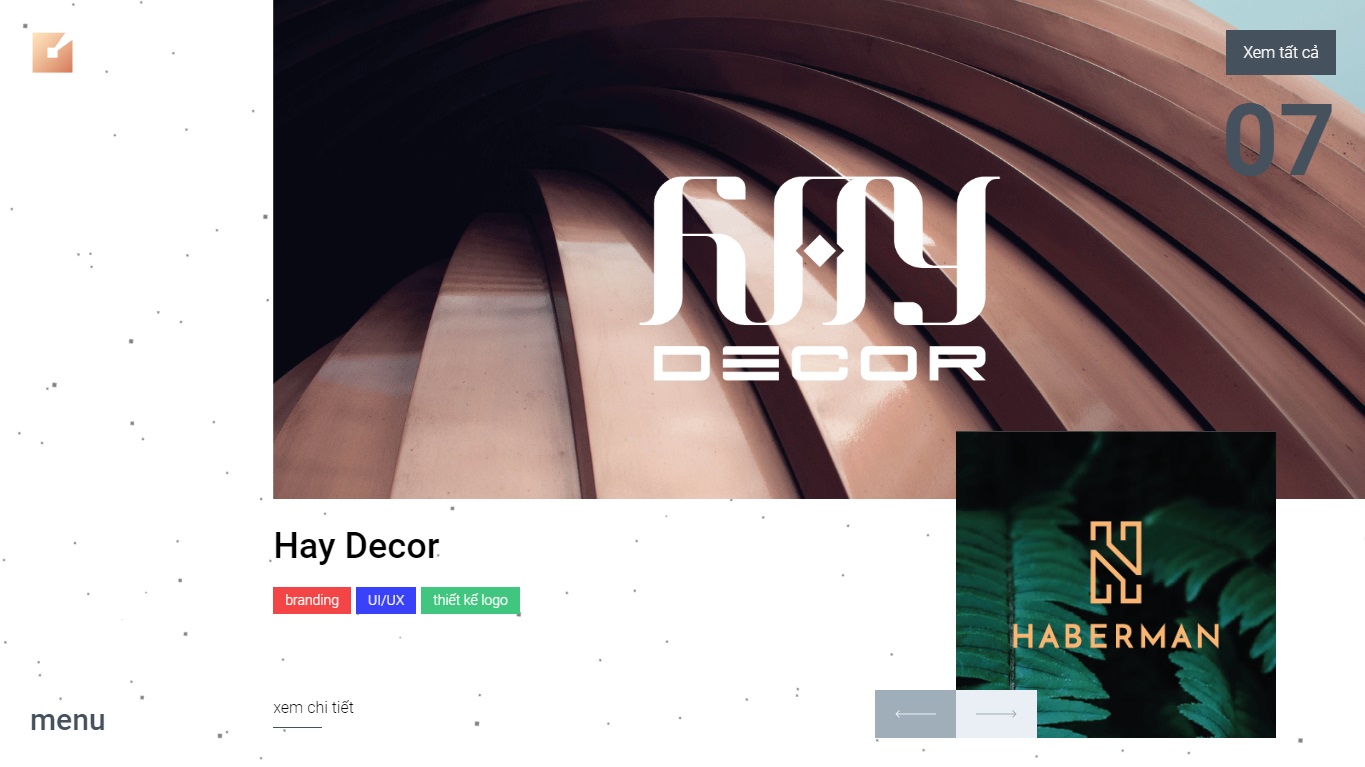 Xem tất cả
07
HAY
DECOR
Hay Decor
branding
UI/UX
thiết kế logo
HABERMAN
xem chi tiết
menu